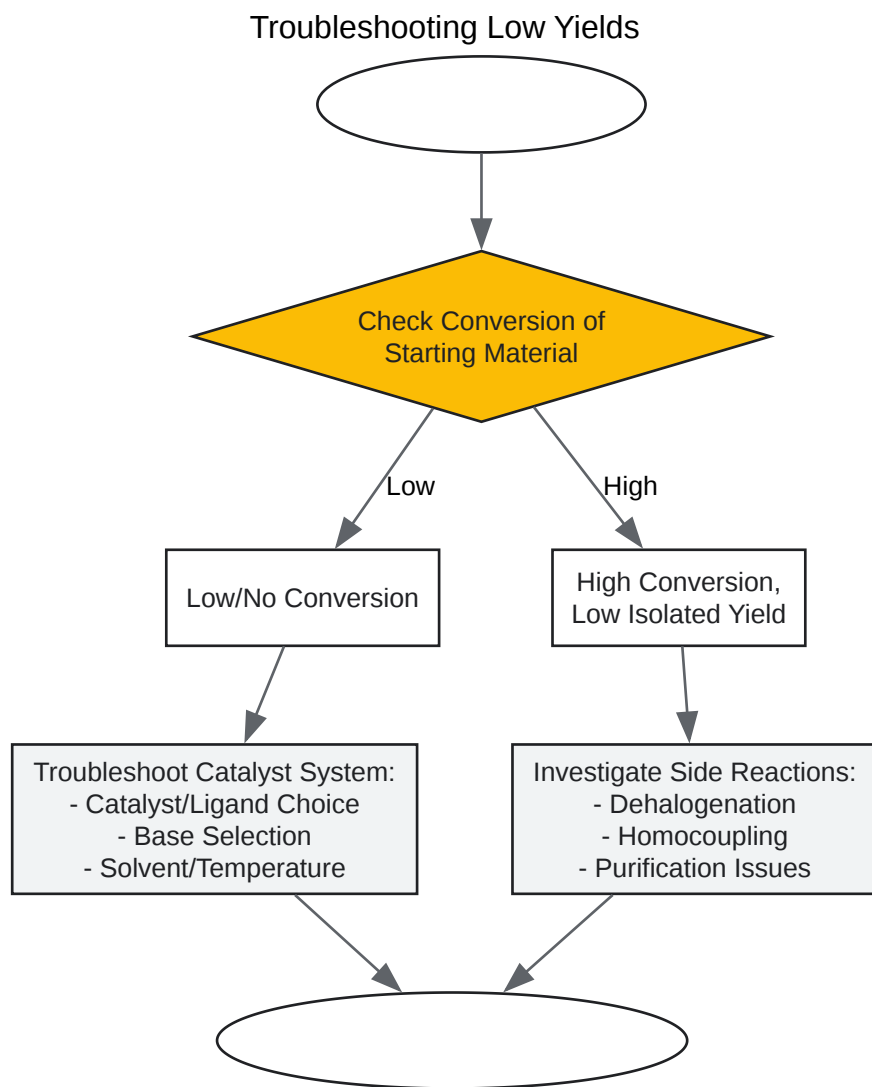 Troubleshooting Low Yields
Check Conversion of
Starting Material
Low
High
Low/No Conversion
High Conversion,
Low Isolated Yield
Troubleshoot Catalyst System:
- Catalyst/Ligand Choice
- Base Selection
- Solvent/Temperature
Investigate Side Reactions:
- Dehalogenation
- Homocoupling
- Purification Issues